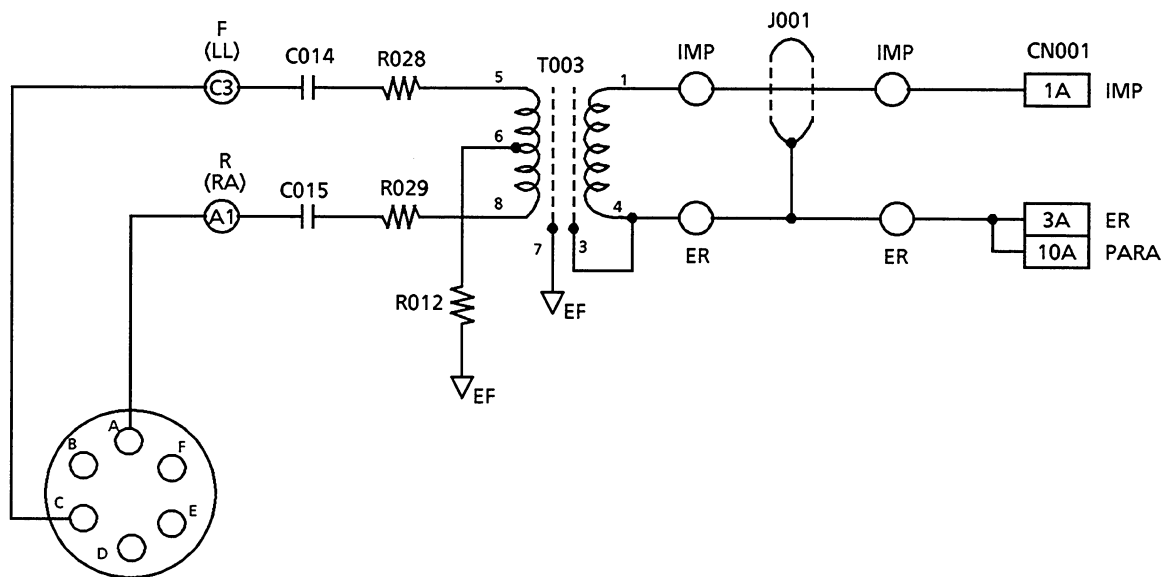 F
(LL)
C3
C014
R028
5
T003
1
IMP
J001
IMP
CN001
1A
IMP
6
R
(RA)
A1
C015
R029
8
4
7
3
ER
ER
3A
ER
10A
PARA
R012
EF
EF
A
B
F
C
E
D